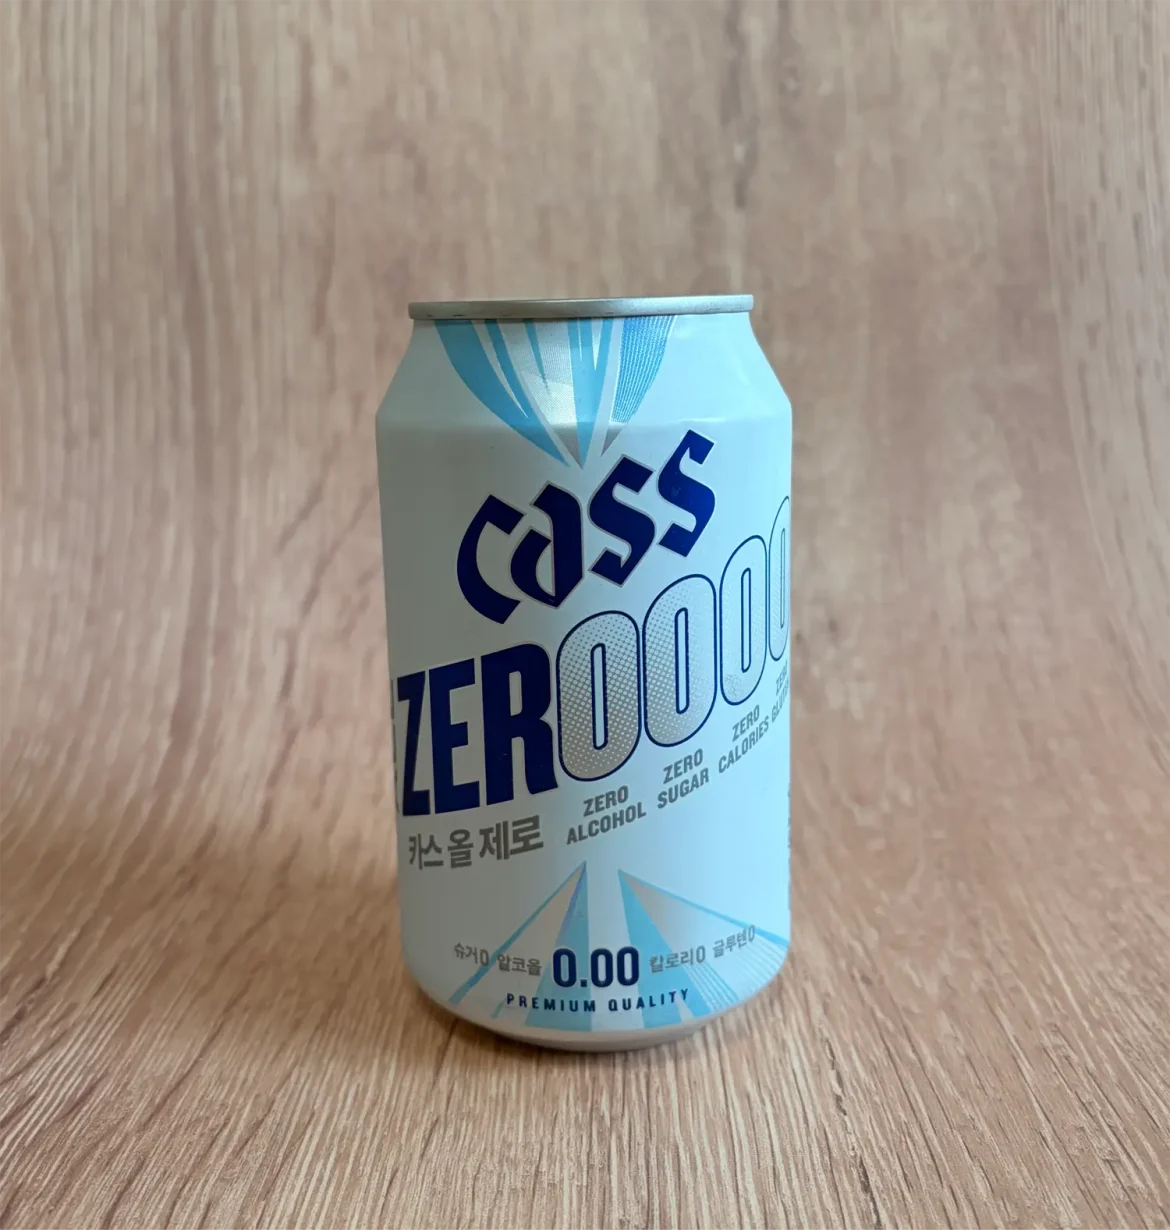 cass
ZEROOOO
카스 올 제로
ZERO ALCOHOL
ZERO SUGAR
ZERO CALORIES
ZERO
슈거0 알코올 0.00 칼로리0 글루텐0
PREMIUM QUALITY